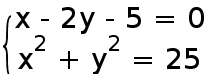 x - 2y - 5 = 0
x² + y² = 25